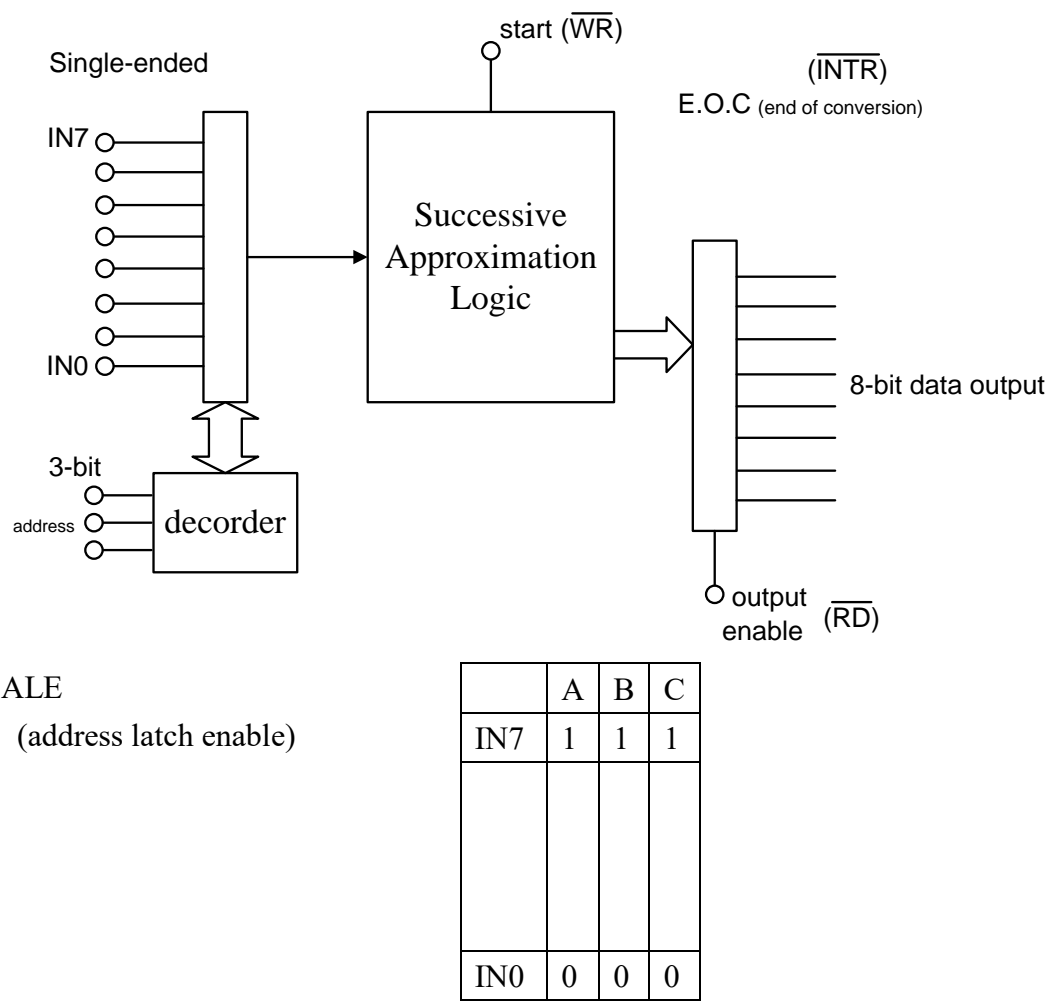 start (WR)
Single-ended
(INTR)
E.O.C (end of conversion)
IN7
Successive
Approximation
Logic
IN0
8-bit data output
3-bit
address
decorder
output
enable (RD)
ALE
(address latch enable)
A B C
IN7 1 1 1
IN0 0 0 0